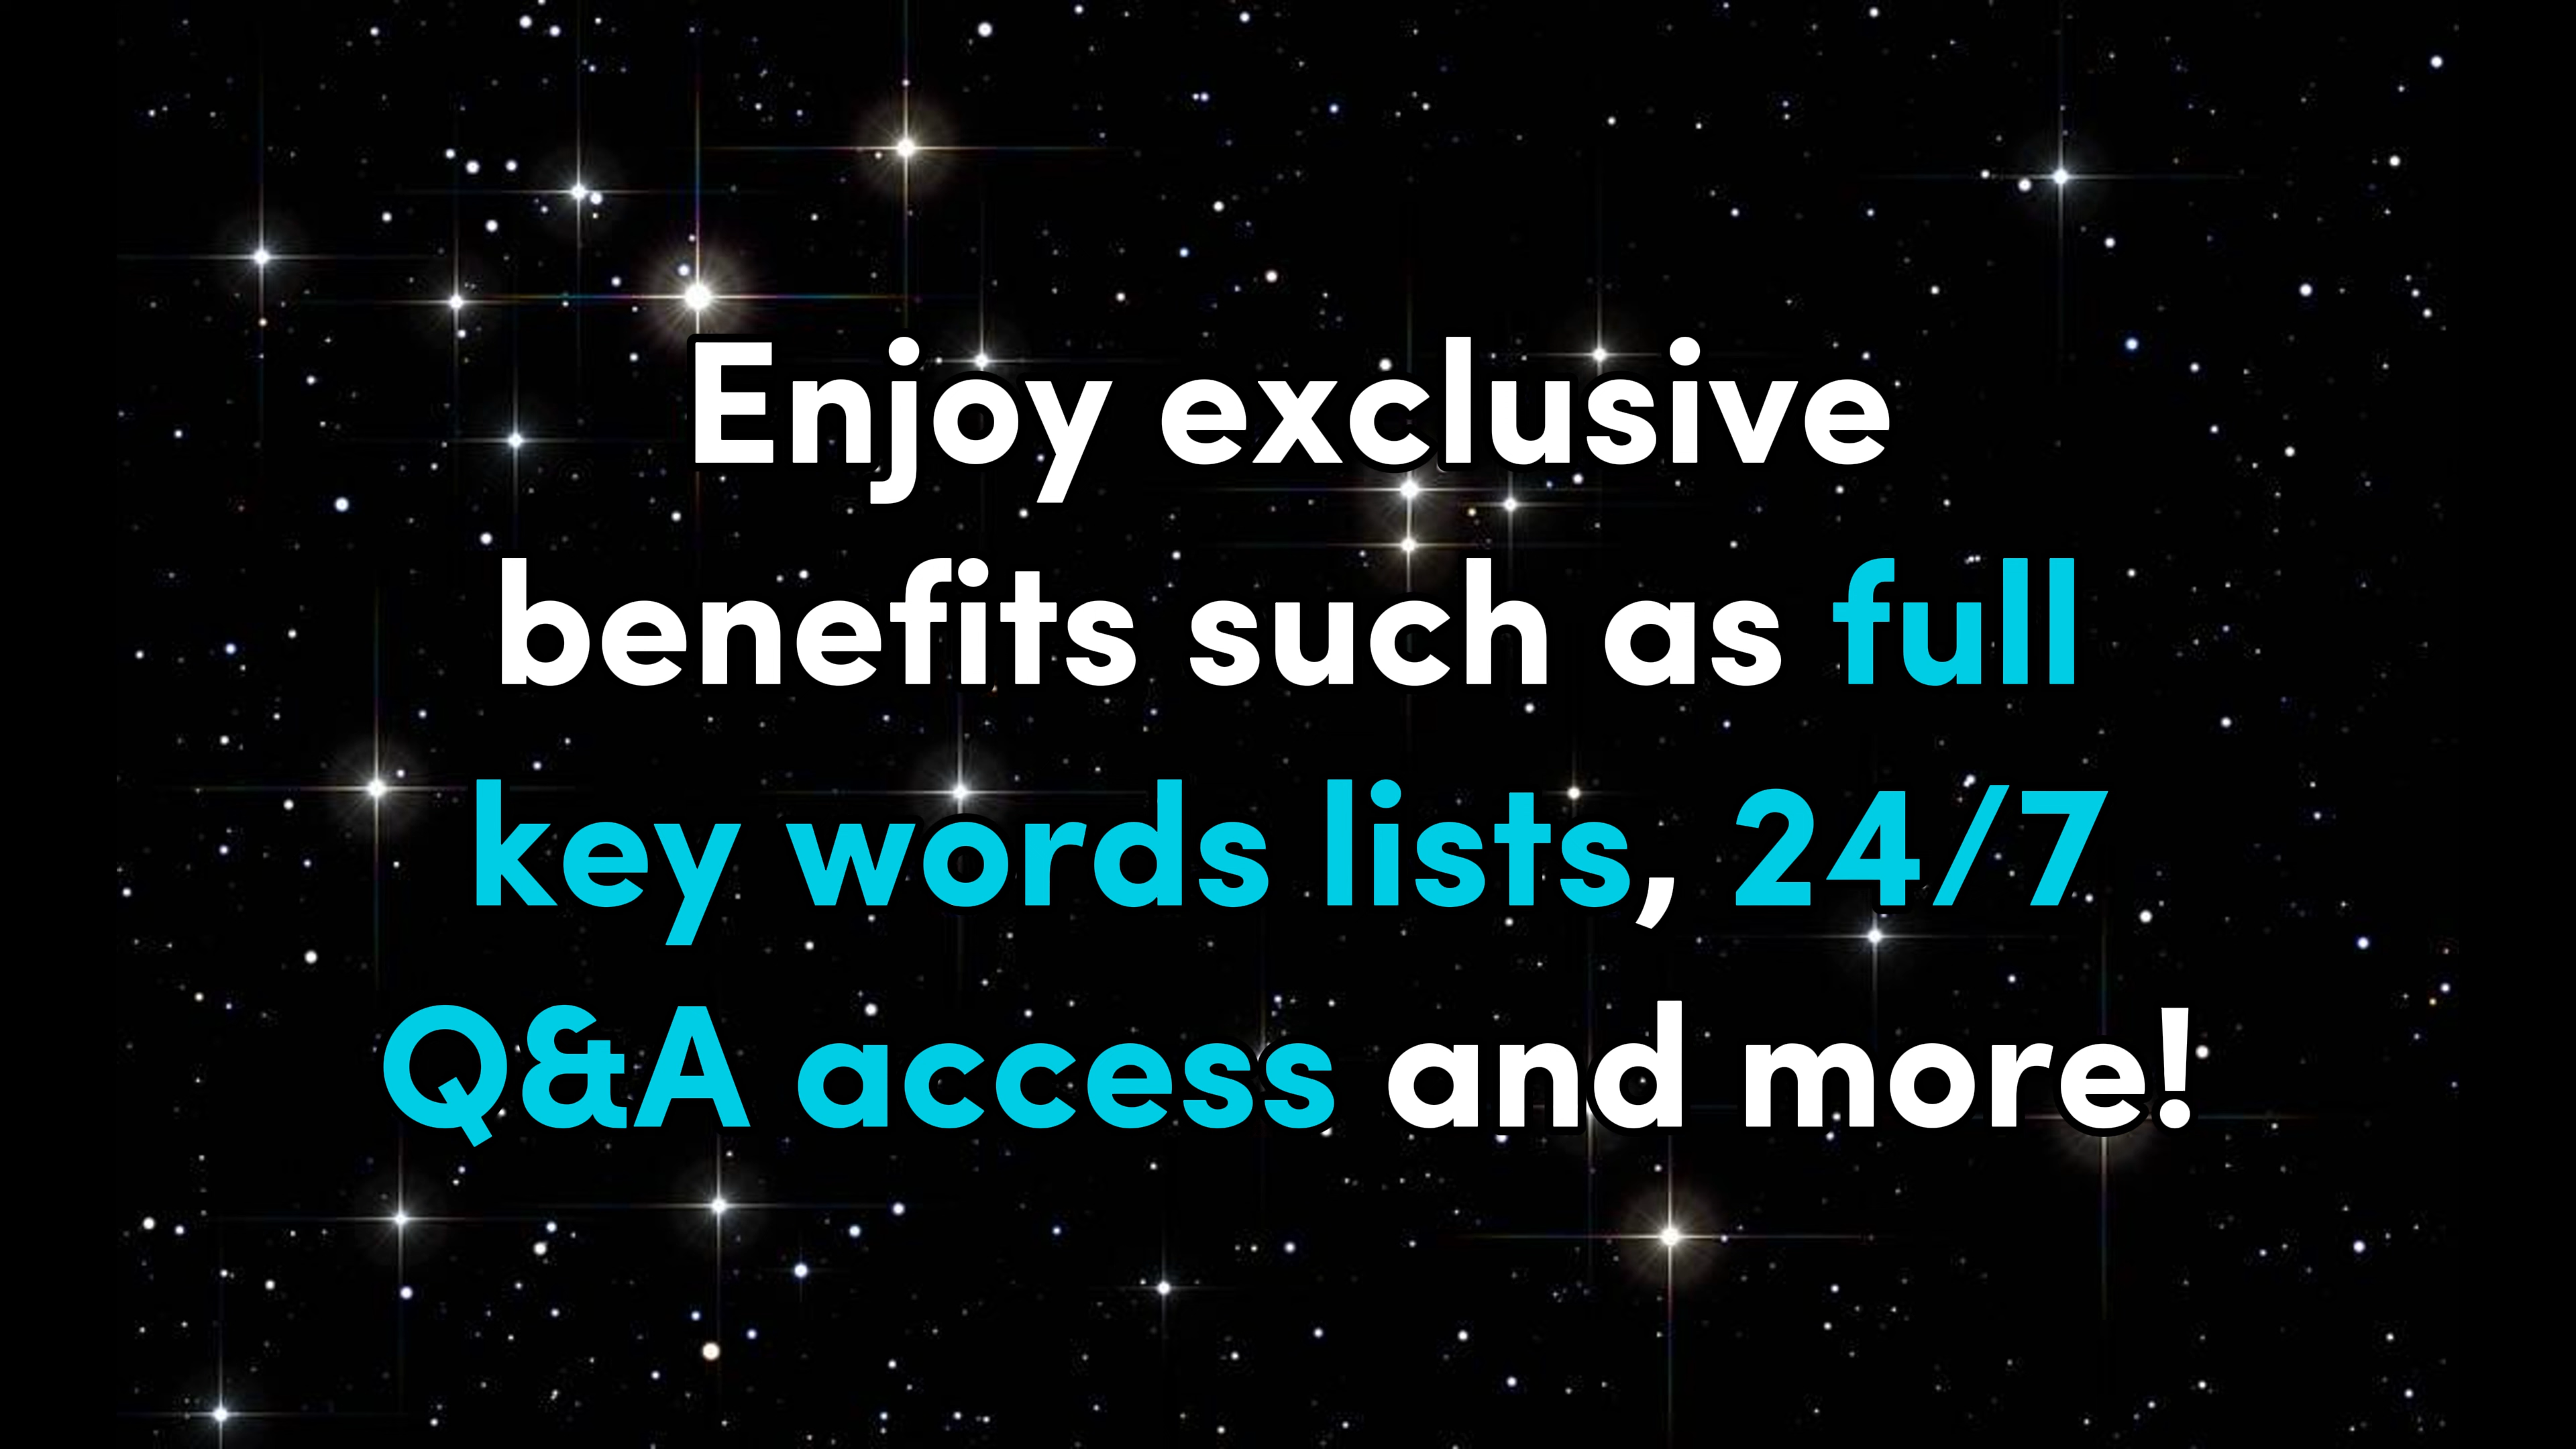 Enjoy exclusive
benefits such as full
key words lists, 24/7
Q&A access and more!